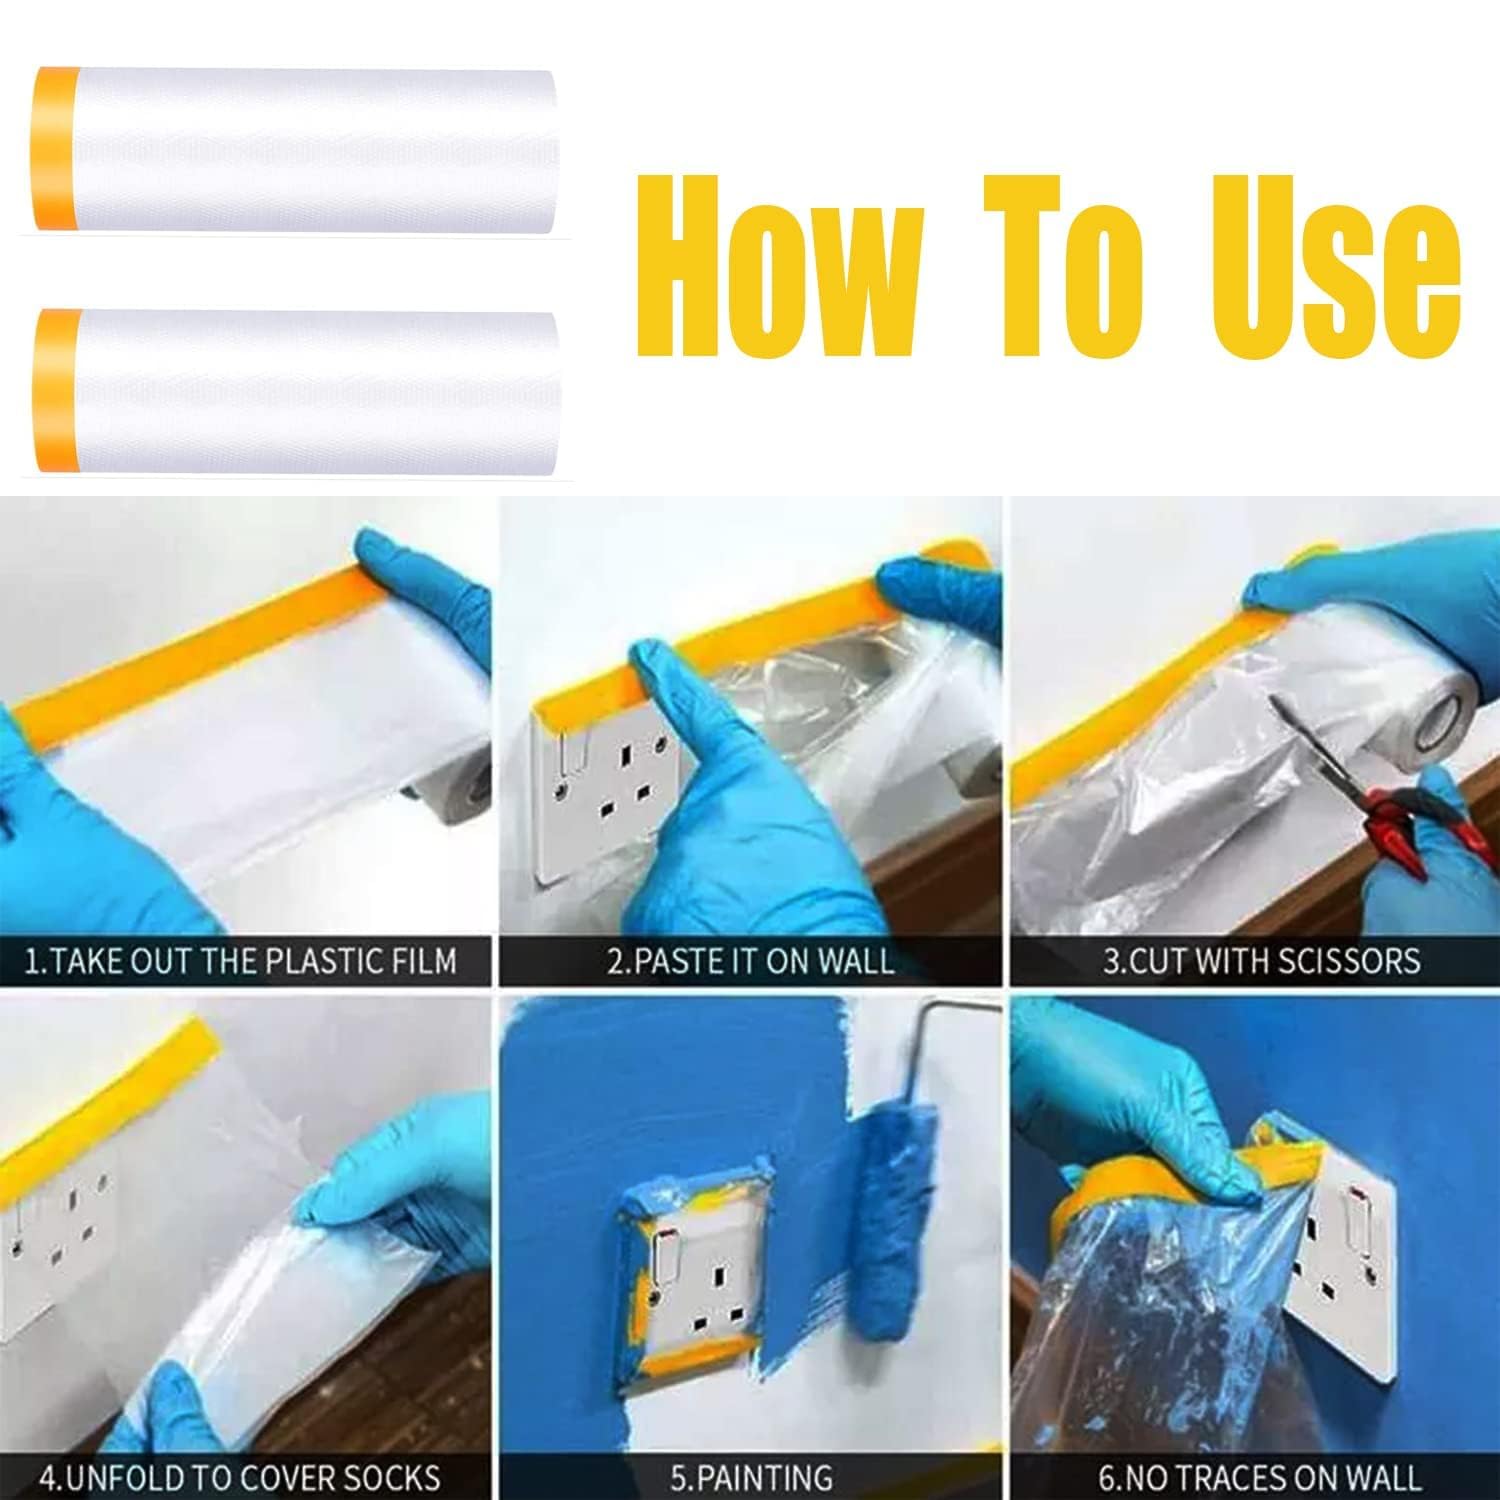 How To Use
1.TAKE OUT THE PLASTIC FILM
2.PASTE IT ON WALL
3.CUT WITH SCISSORS
4.UNFOLD TO COVER SOCKS
5.PAINTING
6.NO TRACES ON WALL